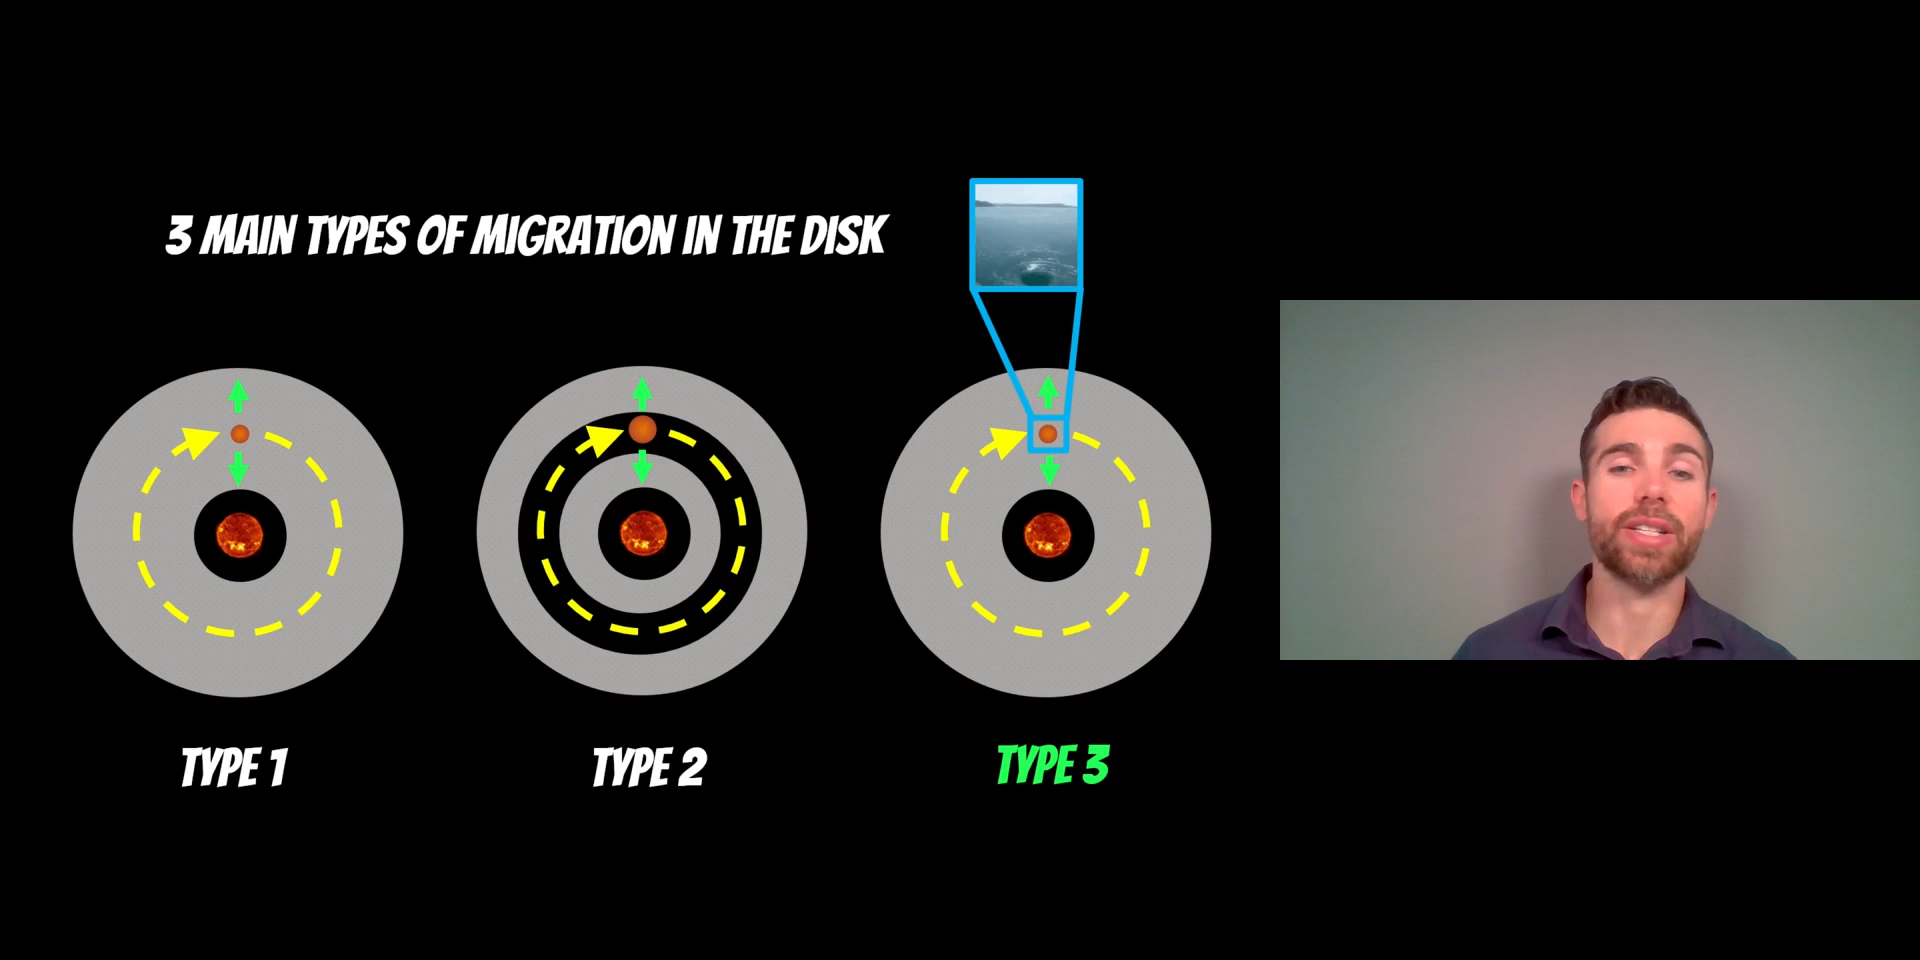 3 MAIN TYPES OF MIGRATION IN THE DISK
TYPE 1
TYPE 2
TYPE 3